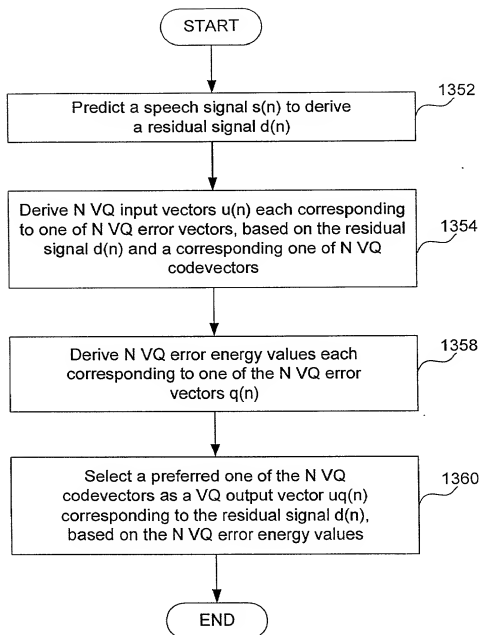 START
1352
Predict a speech signal s(n) to derive
a residual signal d(n)
Derive N VQ input vectors u(n) each corresponding
to one of N VQ error vectors, based on the residual
signal d(n) and a corresponding one of N VQ
codevectors
1354
Derive N VQ error energy values each
corresponding to one of the N VQ error
vectors q(n)
1358
Select a preferred one of the N VQ
codevectors as a VQ output vector uq(n)
corresponding to the residual signal d(n),
based on the N VQ error energy values
1360
END